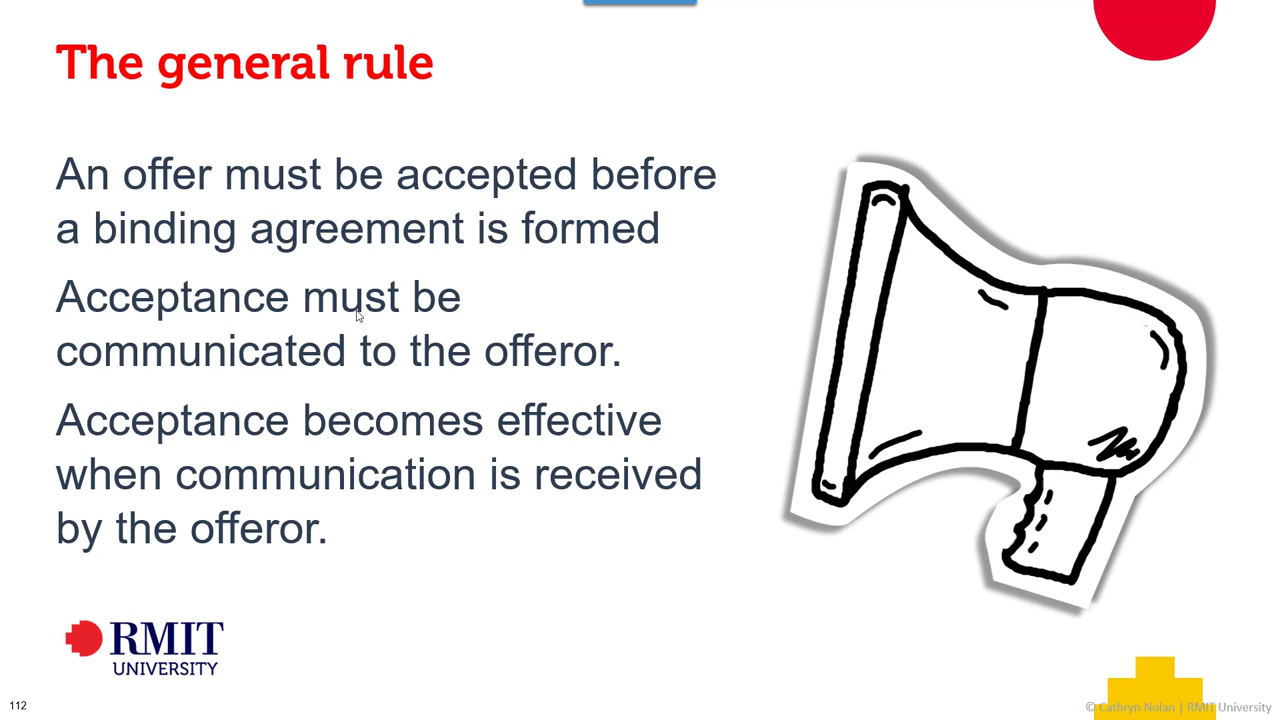 The general rule
An offer must be accepted before
a binding agreement is formed
Acceptance must be
communicated to the offeror.
Acceptance becomes effective
when communication is received
by the offeror.
RMIT
UNIVERSITY
112
© Cathryn Nolan | RMIT University